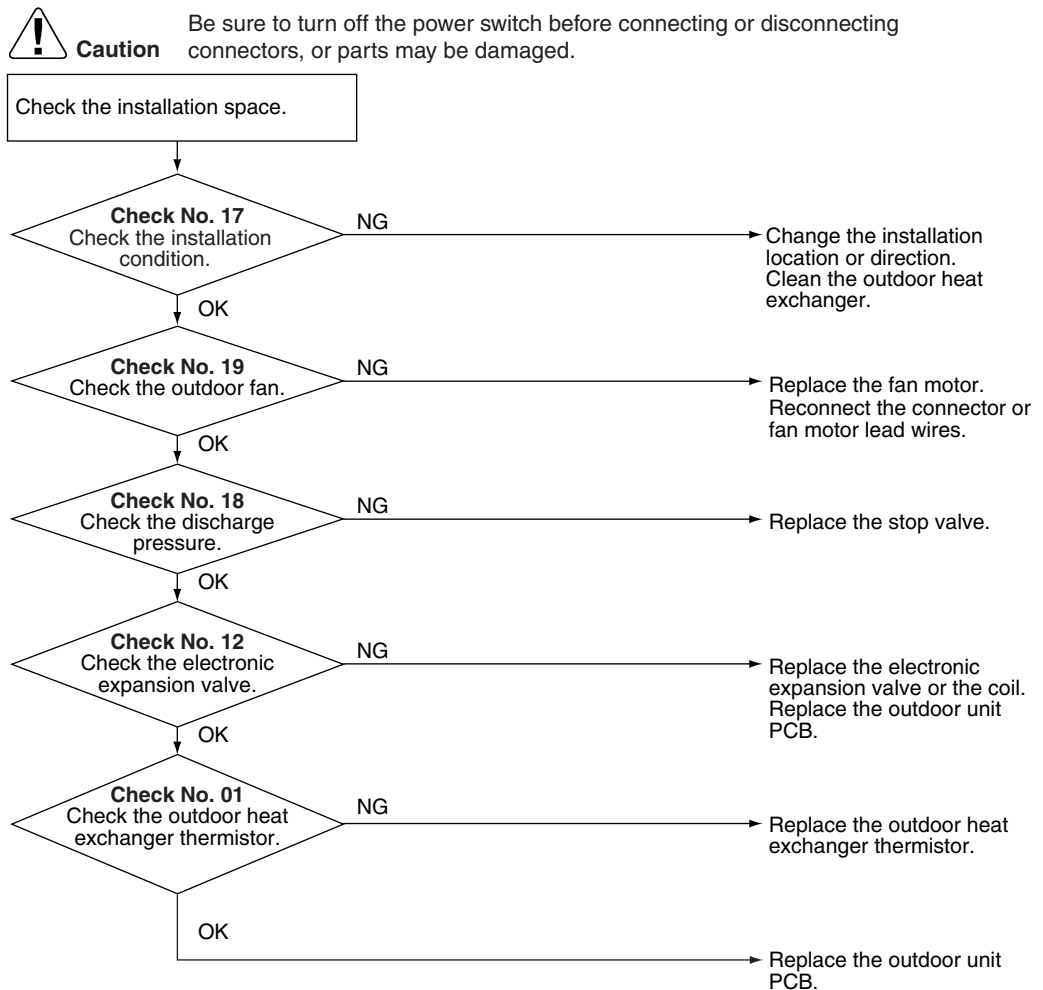 Be sure to turn off the power switch before connecting or disconnecting
Caution connectors, or parts may be damaged.
Check the installation space.
Check No. 17
Check the installation
condition.
NG
Change the installation
location or direction.
Clean the outdoor heat
exchanger.
OK
Check No. 19
Check the outdoor fan.
NG
Replace the fan motor.
Reconnect the connector or
fan motor lead wires.
OK
Check No. 18
Check the discharge
pressure.
NG
Replace the stop valve.
OK
Check No. 12
Check the electronic
expansion valve.
NG
Replace the electronic
expansion valve or the coil.
Replace the outdoor unit
PCB.
OK
Check No. 01
Check the outdoor heat
exchanger thermistor.
NG
Replace the outdoor heat
exchanger thermistor.
OK
Replace the outdoor unit
PCB.